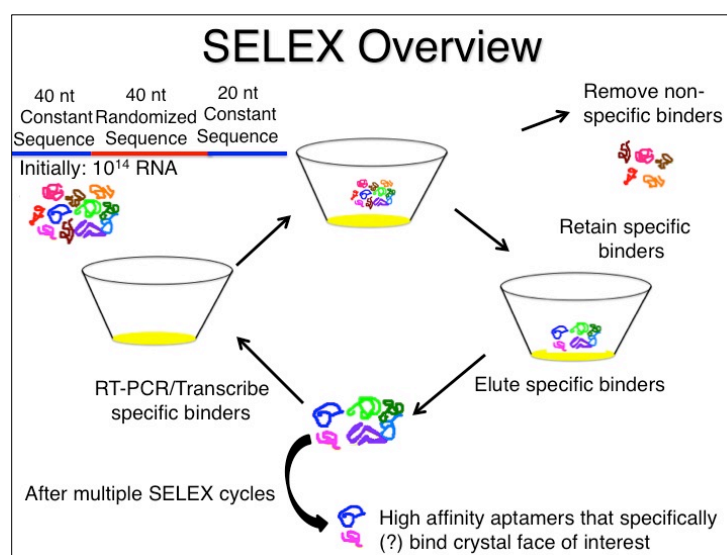 SELEX Overview
40 nt
Constant
Sequence
40 nt
Randomized
Sequence
20 nt
Constant
Sequence
Initially: 10¹⁴ RNA
Remove non-
specific binders
Retain specific
binders
Elute specific binders
RT-PCR/Transcribe
specific binders
After multiple SELEX cycles
High affinity aptamers that specifically
(?) bind crystal face of interest